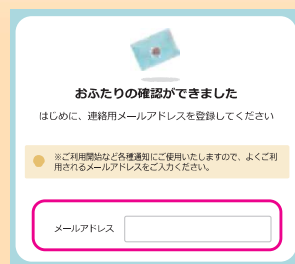 おふたりの確認ができました
はじめに、連絡用メールアドレスを登録してください
※ご利用開始など各種通知にご使用いたしますので、よくご利
用されるメールアドレスをご入力ください。
メールアドレス